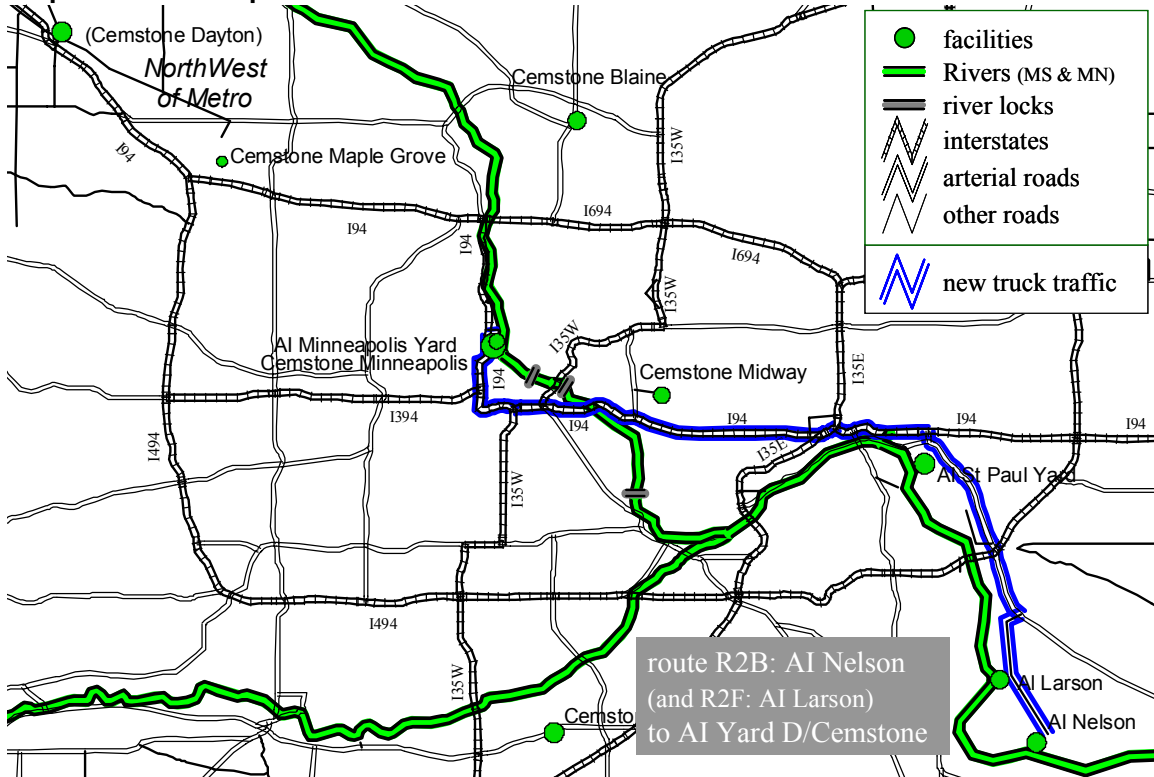 (Cemstone Dayton)
NorthWest
of Metro
Cemstone Blaine
I94
Cemstone Maple Grove
I35W
I94
I94
I694
I694
I35W
AI Minneapolis Yard
Cemstone Minneapolis
I35W
I94
Cemstone Midway
I35E
I394
I94
I94
I94
I94
I35E
I494
I35W
AI St Paul Yard
I494
I35W
route R2B: AI Nelson
(and R2F: AI Larson)
to AI Yard D/Cemstone
AI Larson
AI Nelson
Cemsto
facilities
Rivers (MS & MN)
river locks
interstates
arterial roads
other roads
new truck traffic